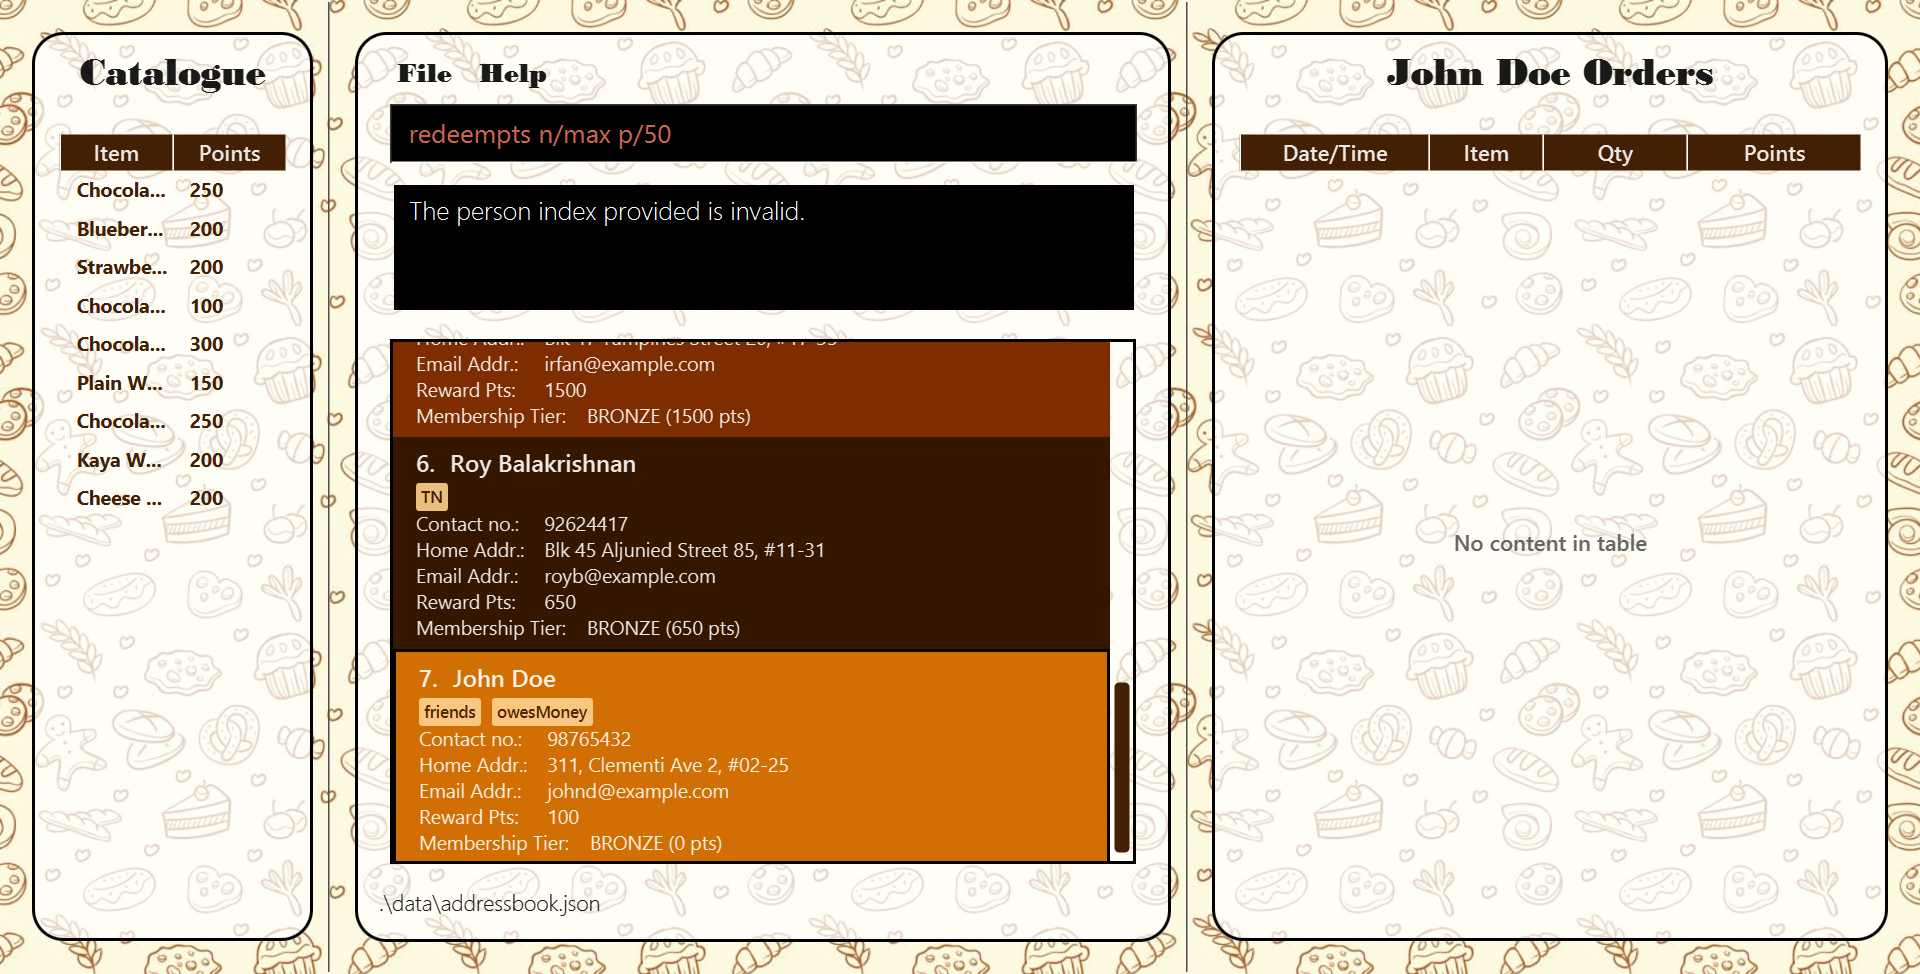 Catalogue
Item Points
Chocola... 250
Blueber... 200
Strawbe... 200
Chocola... 100
Chocola... 300
Plain W... 150
Chocola... 250
Kaya W... 200
Cheese ... 200
File Help
redeempts n/max p/50
The person index provided is invalid.
Email Addr.: irfan@example.com
Reward Pts: 1500
Membership Tier: BRONZE (1500 pts)
6. Roy Balakrishnan
TN
Contact no.: 92624417
Home Addr.: Blk 45 Aljunied Street 85, #11-31
Email Addr.: royb@example.com
Reward Pts: 650
Membership Tier: BRONZE (650 pts)
7. John Doe
friends owesMoney
Contact no.: 98765432
Home Addr.: 311, Clementi Ave 2, #02-25
Email Addr.: johnd@example.com
Reward Pts: 100
Membership Tier: BRONZE (0 pts)
.\data\addressbook.json
John Doe Orders
Date/Time Item Qty Points
No content in table